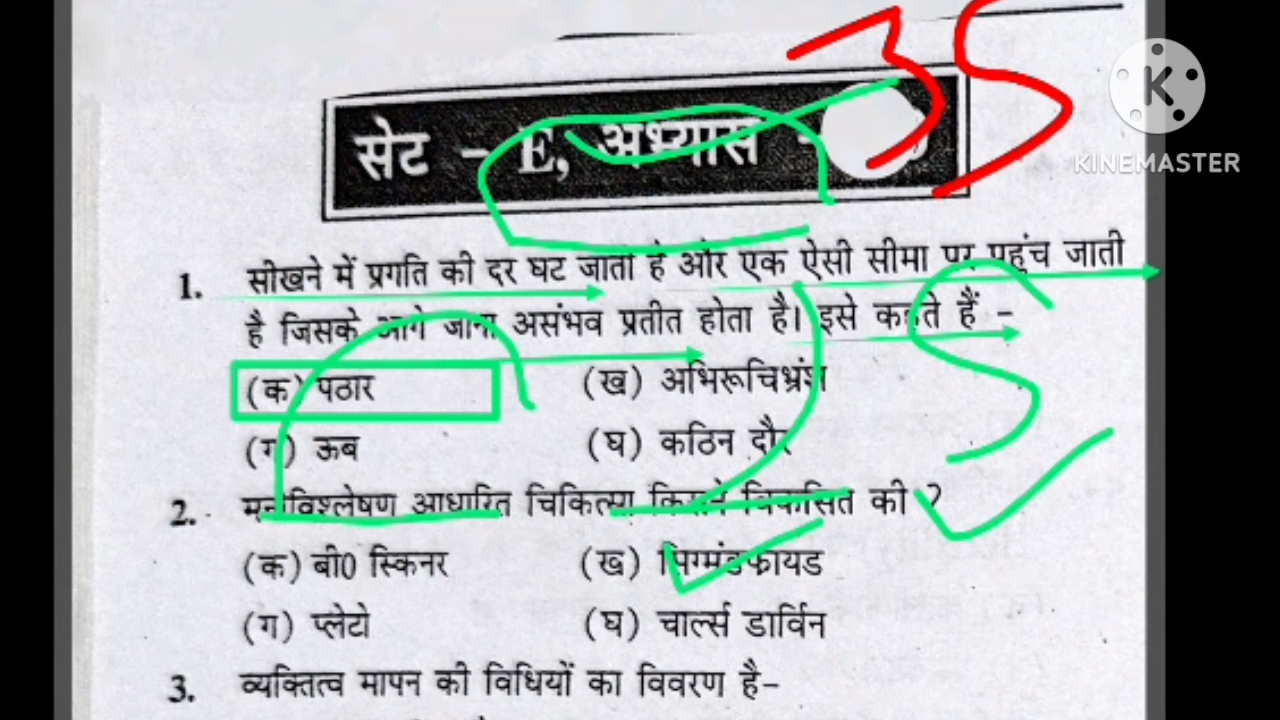 35
सेट - E, अभ्यास -
KINEMASTER
1. सीखने में प्रगति की दर घट जाती है और एक ऐसी सीमा पर पहुंच जाती
है जिसके आगे जाना असंभव प्रतीत होता है। इसे कहते हैं -
(क) पठार (ख) अभिरूचिभ्रंश
(ग) ऊब (घ) कठिन दौर
2. मनोविश्लेषण आधारित चिकित्सा किसने विकसित की ?
(क) बी0 स्किनर (ख) सिग्मंडफ्रायड
(ग) प्लेटो (घ) चार्ल्स डार्विन
3. व्यक्तित्व मापन की विधियों का विवरण है-